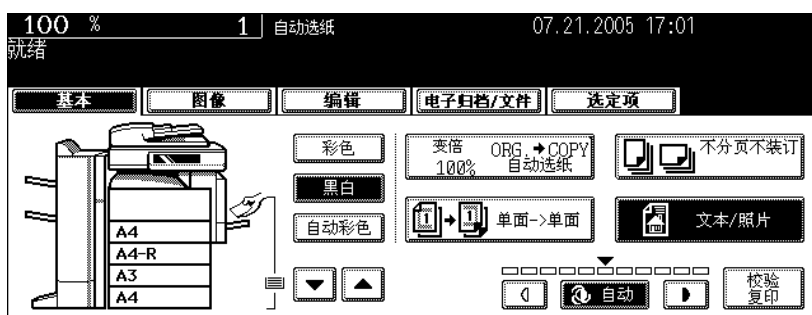 100 % 1 自动选纸 07.21.2005 17:01
就绪
基本 图像 编辑 电子归档/文件 选定项
彩色
黑白
自动彩色
A4
A4-R
A3
A4
变倍 ORG.→COPY
100% 自动选纸
不分页不装订
1→1 单面->单面
文本/照片
自动
校验
复印